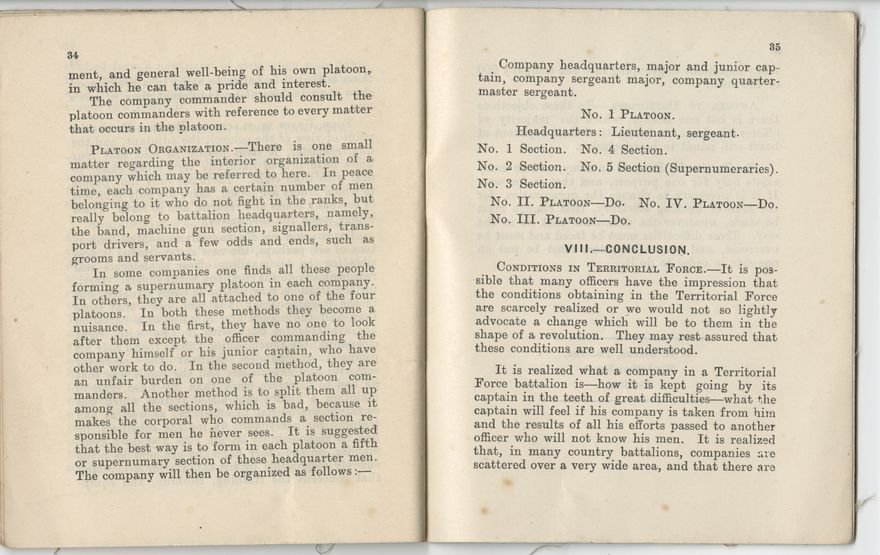 34
ment, and general well-being of his own platoon,
in which he can take a pride and interest.
The company commander should consult the
platoon commanders with reference to every matter
that occurs in the platoon.
PLATOON ORGANIZATION.—There is one small
matter regarding the interior organization of a
company which may be referred to here. In peace
time, each company has a certain number of men
belonging to it who do not fight in the ranks, but
really belong to battalion headquarters, namely,
the band, machine gun section, signallers, trans-
port drivers, and a few odds and ends, such as
grooms and servants.
In some companies one finds all these people
forming a supernumary platoon in each company.
In others, they are all attached to one of the four
platoons. In both these methods they become a
nuisance. In the first, they have no one to look
after them except the officer commanding the
company himself or his junior captain, who have
other work to do. In the second method, they are
an unfair burden on one of the platoon com-
manders. Another method is to split them all up
among all the sections, which is bad, because it
makes the corporal who commands a section re-
sponsible for men he never sees. It is suggested
that the best way is to form in each platoon a fifth
or supernumary section of these headquarter men.
The company will then be organized as follows:—
35
Company headquarters, major and junior cap-
tain, company sergeant major, company quarter-
master sergeant.
No. 1 PLATOON.
Headquarters: Lieutenant, sergeant.
No. 1 Section. No. 4 Section.
No. 2 Section. No. 5 Section (Supernumeraries).
No. 3 Section.
No. II. PLATOON—Do. No. IV. PLATOON—Do.
No. III. PLATOON—Do.
VIII.—CONCLUSION.
CONDITIONS IN TERRITORIAL FORCE.—It is pos-
sible that many officers have the impression that
the conditions obtaining in the Territorial Force
are scarcely realized or we would not so lightly
advocate a change which will be to them in the
shape of a revolution. They may rest assured that
these conditions are well understood.
It is realized what a company in a Territorial
Force battalion is—how it is kept going by its
captain in the teeth of great difficulties—what the
captain will feel if his company is taken from him
and the results of all his efforts passed to another
officer who will not know his men. It is realized
that, in many country battalions, companies are
scattered over a very wide area, and that there are